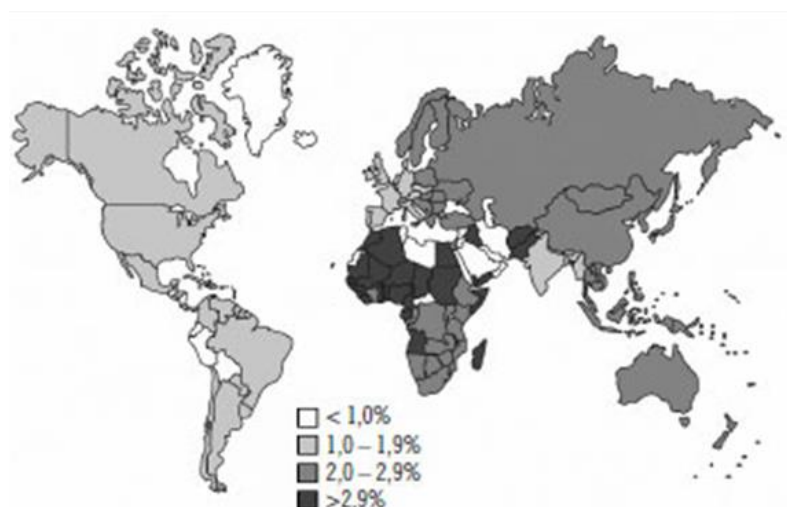 < 1,0%
1,0 – 1,9%
2,0 – 2,9%
>2,9%